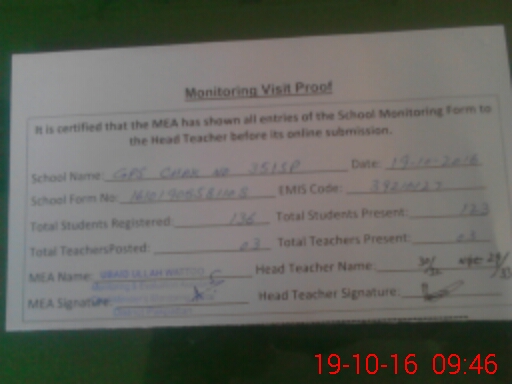 Monitoring Visit Proof
It is certified that the MEA has shown all entries of the School Monitoring Form to
the Head Teacher before its online submission.
School Name: GPS Chak No 351SP Date: 19-10-2016
School Form No: EMIS Code:
Total Students Registered: 136 Total Students Present: 123
Total Teachers Posted: 03 Total Teachers Present: 03
MEA Name: UBAID ULLAH WATTOO Head Teacher Name:
MEA Signature: Head Teacher Signature:
19-10-16 09:46